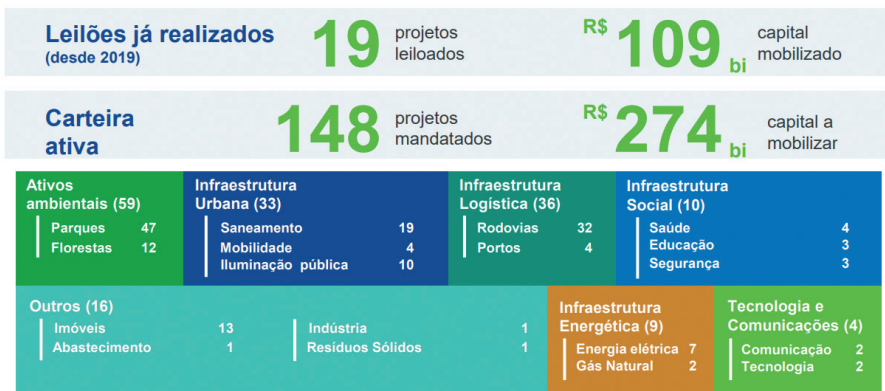 Leilões já realizados
(desde 2019)
19
projetos
leiloados
R$ 109 bi
capital
mobilizado
Carteira
ativa
148
projetos
mandatados
R$ 274 bi
capital a
mobilizar
Ativos
ambientais (59)
Parques 47
Florestas 12
Infraestrutura
Urbana (33)
Saneamento 19
Mobilidade 4
Iluminação pública 10
Infraestrutura
Logística (36)
Rodovias 32
Portos 4
Infraestrutura
Social (10)
Saúde 4
Educação 3
Segurança 3
Outros (16)
Imóveis 13
Abastecimento 1
Indústria 1
Resíduos Sólidos 1
Infraestrutura
Energética (9)
Energia elétrica 7
Gás Natural 2
Tecnologia e
Comunicações (4)
Comunicação 2
Tecnologia 2